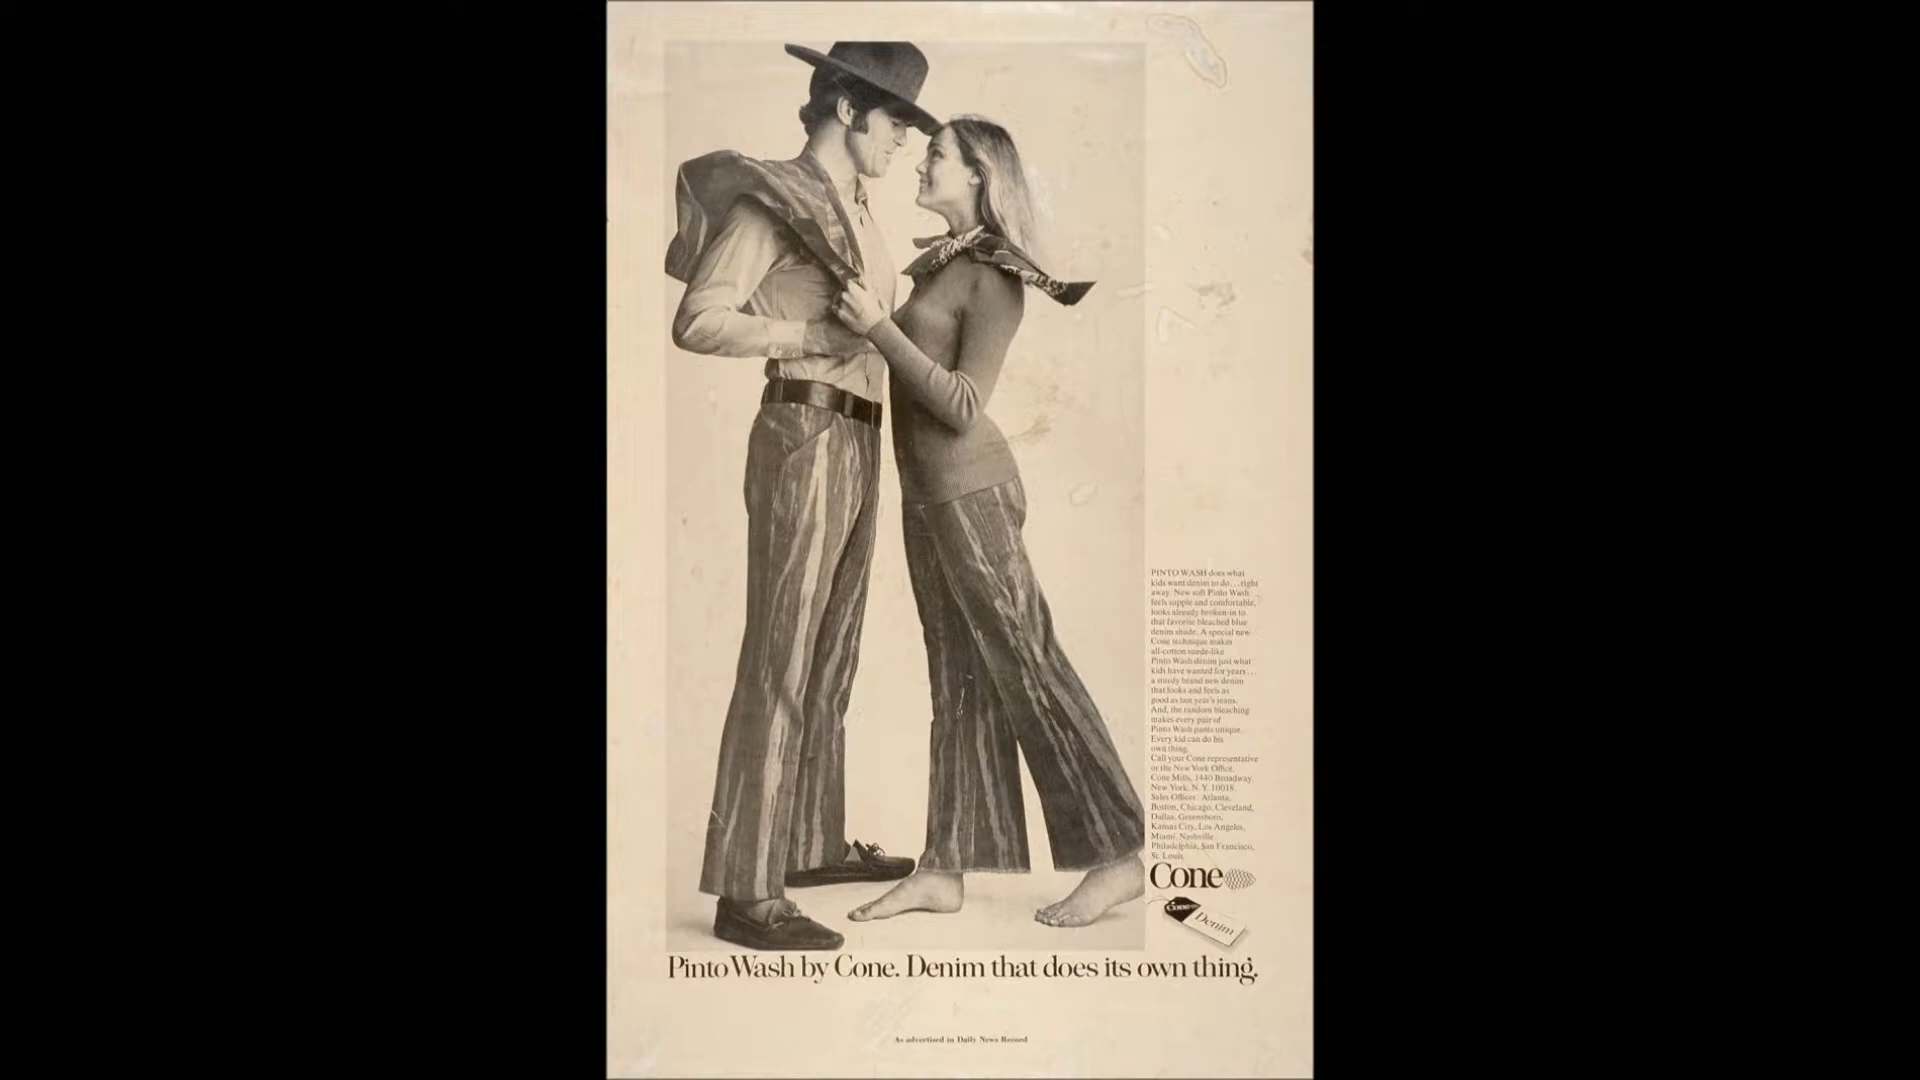 PINTO WASH does what
kids want denim to do. . . right
away. New soft Pinto Wash
feels supple and comfortable,
looks already broken-in to
that favorite bleached blue
denim shade. A special new
Cone technique makes
all-cotton suede-like
Pinto Wash denim just what
kids have wanted for years . . .
a sturdy brand new denim
that looks and feels as
good as last year's jeans.
And, the random bleaching
makes every pair of
Pinto Wash pants unique.
Every kid can do his
own thing.
Call your Cone representative
or the New York Office,
Cone Mills, 1440 Broadway,
New York, N.Y. 10018.
Sales Offices: Atlanta,
Boston, Chicago, Cleveland,
Dallas, Greensboro,
Kansas City, Los Angeles,
Miami, Nashville,
Philadelphia, San Francisco,
St. Louis.
Cone
Cone
Denim
Pinto Wash by Cone. Denim that does its own thing.
As advertised in Daily News Record